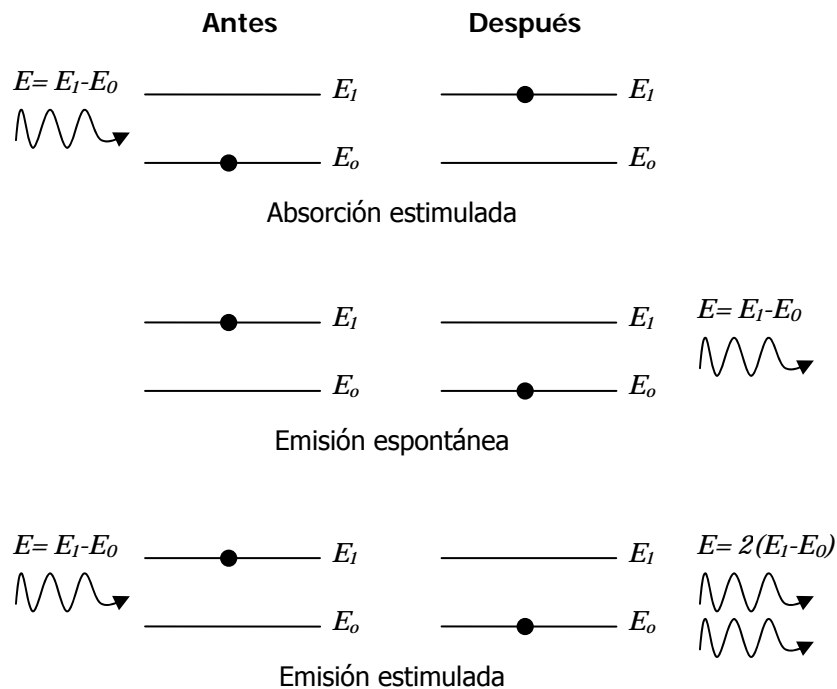 Antes Después
E= E₁-E₀ E₁ E₁
Eₒ Eₒ
Absorción estimulada
E₁ E₁ E= E₁-E₀
Eₒ Eₒ
Emisión espontánea
E= E₁-E₀ E₁ E₁ E= 2(E₁-E₀)
Eₒ Eₒ
Emisión estimulada